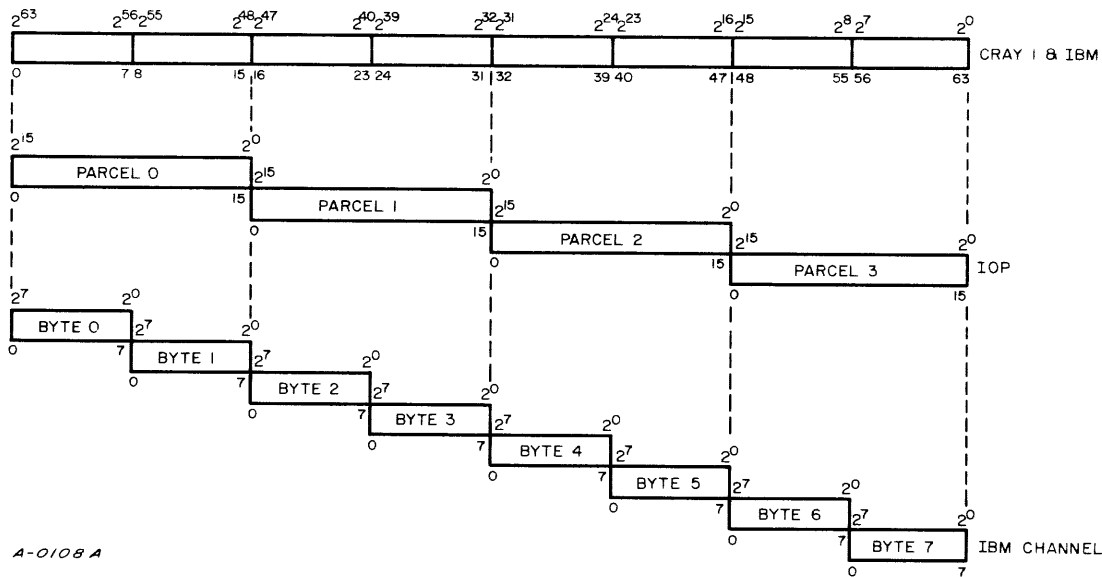 2^63 2^56 2^55 2^48 2^47 2^40 2^39 2^32 2^31 2^24 2^23 2^16 2^15 2^8 2^7 2^0
CRAY 1 & IBM
0 7 8 15 16 23 24 31 32 39 40 47 48 55 56 63
2^15 2^0
PARCEL 0
0 15
2^15 2^0
PARCEL 1
0 15
2^15 2^0
PARCEL 2
0 15
2^15 2^0
PARCEL 3
IOP
0 15
2^7 2^0
BYTE 0
0 7
2^7 2^0
BYTE 1
0 7
2^7 2^0
BYTE 2
0 7
2^7 2^0
BYTE 3
0 7
2^7 2^0
BYTE 4
0 7
2^7 2^0
BYTE 5
0 7
2^7 2^0
BYTE 6
0 7
2^7 2^0
BYTE 7
IBM CHANNEL
0 7
A-0108A